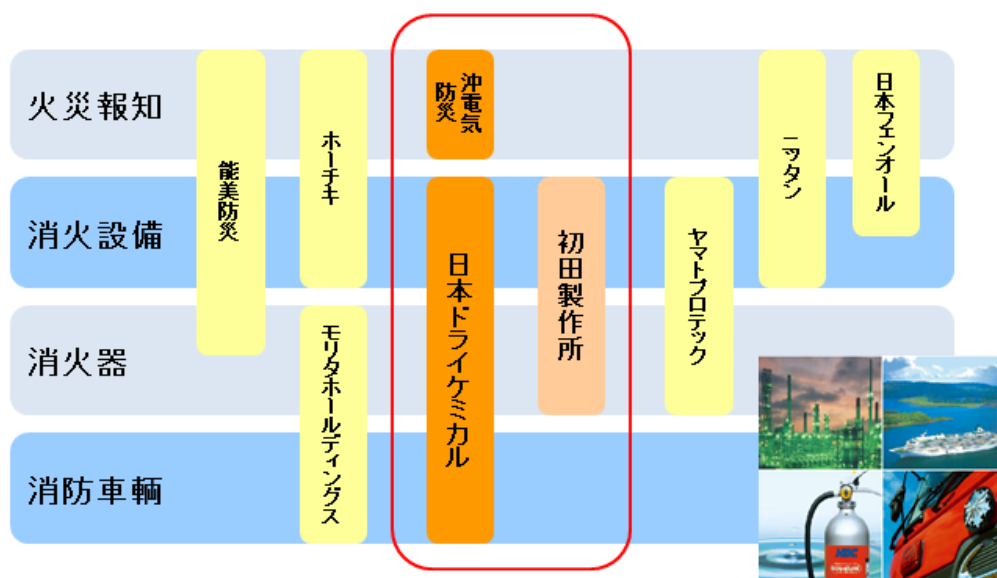 火災報知
消火設備
消火器
消防車輌
能美防災
ホーチキ
モリタホールディングス
沖電気
防災
日本ドライケミカル
初田製作所
ヤマトプロテック
ニッタン
日本フェンオール
NDC